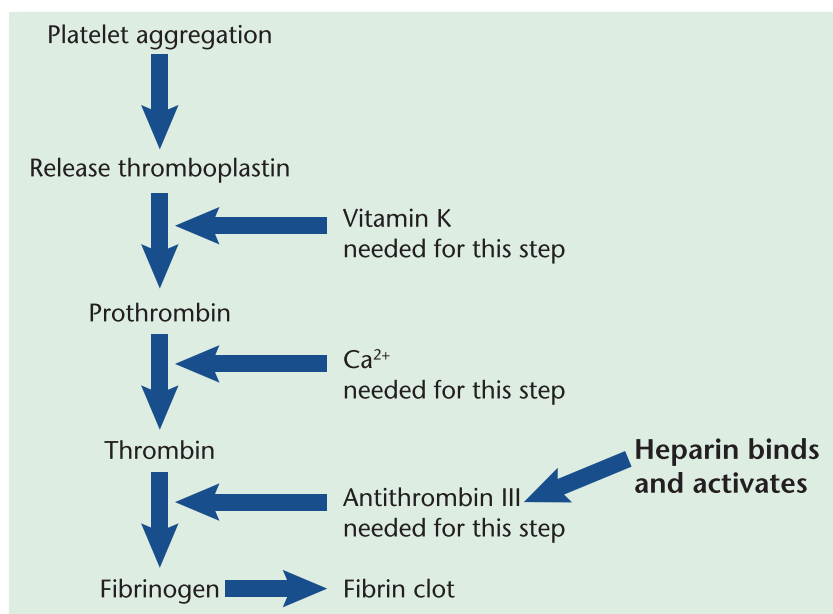 Platelet aggregation
Release thromboplastin
Vitamin K
needed for this step
Prothrombin
Ca²⁺
needed for this step
Thrombin
Heparin binds
and activates
Antithrombin III
needed for this step
Fibrinogen
Fibrin clot